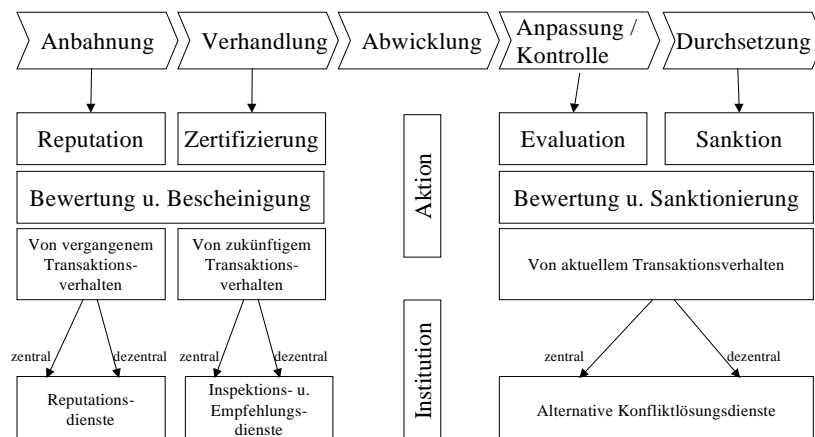 Anbahnung
Verhandlung
Abwicklung
Anpassung /
Kontrolle
Durchsetzung
Reputation
Zertifizierung
Aktion
Evaluation
Sanktion
Bewertung u. Bescheinigung
Bewertung u. Sanktionierung
Von vergangenem
Transaktions-
verhalten
Von zukünftigem
Transaktions-
verhalten
Von aktuellem Transaktionsverhalten
zentral
dezentral
zentral
dezentral
Institution
zentral
dezentral
Reputations-
dienste
Inspektions- u.
Empfehlungs-
dienste
Alternative Konfliktlösungsdienste